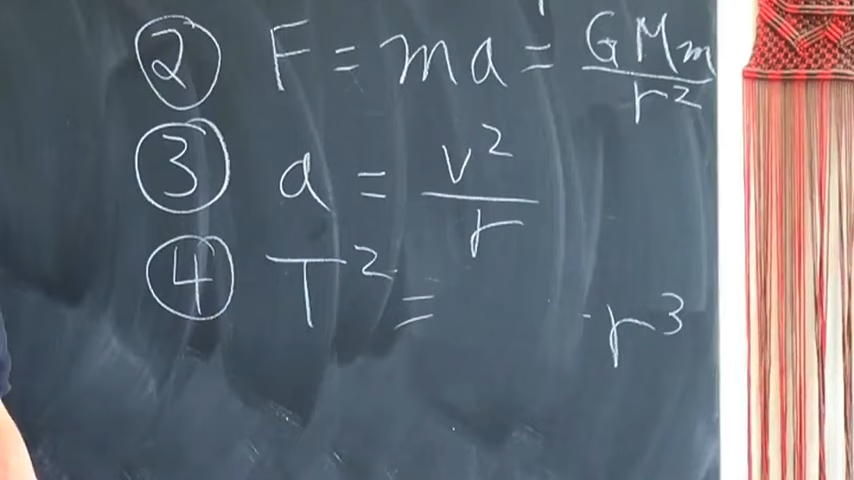 ② F = ma = GMm/r²
③ a = v²/r
④ T² = · r³